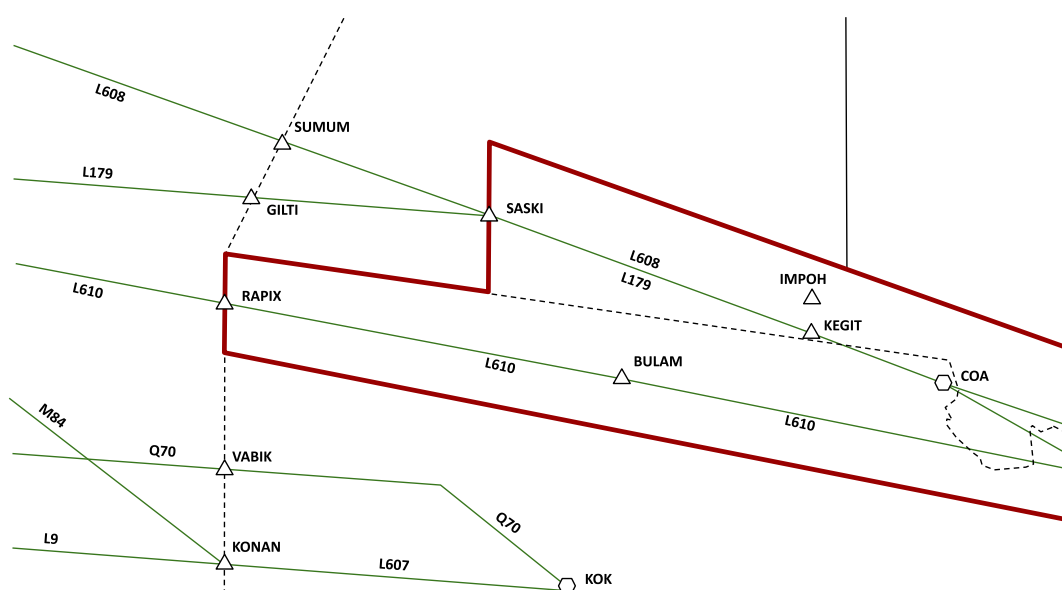 L608
SUMUM
L179
GILTI
SASKI
L608
L179
IMPOH
KEGIT
L610
RAPIX
L610
BULAM
COA
L610
M84
Q70
VABIK
Q70
L9
KONAN
L607
KOK